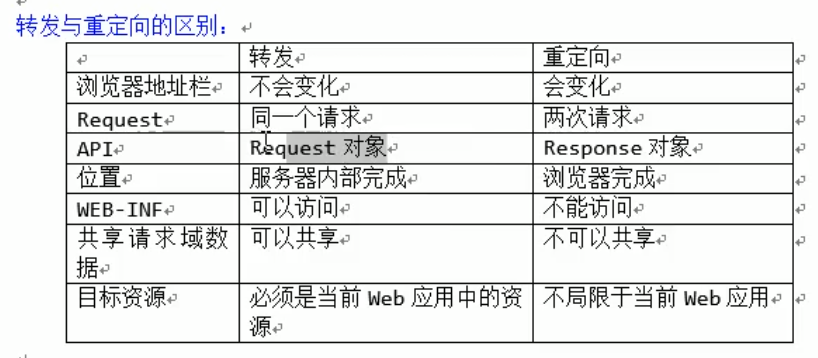 转发与重定向的区别：
转发 重定向
浏览器地址栏 不会变化 会变化
Request 同一个请求 两次请求
API Request 对象 Response 对象
位置 服务器内部完成 浏览器完成
WEB-INF 可以访问 不能访问
共享请求域数 可以共享 不可以共享
据
目标资源 必须是当前 Web 应用中的资 不局限于当前 Web 应用
源